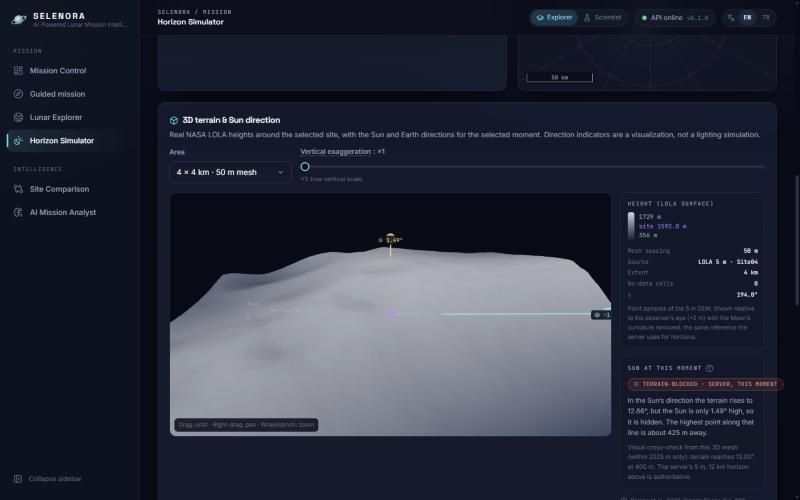 SELENORA
AI-Powered Lunar Mission Intelli...
SELENORA / MISSION
Horizon Simulator
Explorer
Scientist
API online v0.1.0
EN
TR
MISSION
Mission Control
Guided mission
Lunar Explorer
Horizon Simulator
INTELLIGENCE
Site Comparison
AI Mission Analyst
Collapse sidebar
50 km
3D terrain & Sun direction
Real NASA LOLA heights around the selected site, with the Sun and Earth directions for the selected moment. Direction indicators are a visualization, not a lighting simulation.
Area
4 × 4 km · 50 m mesh
Vertical exaggeration : ×1
×1: true vertical scale.
1.49°
-1
Drag: orbit · Right-drag: pan · Wheel/pinch: zoom
HEIGHT (LOLA SURFACE)
1729 m
site 1592.0 m
356 m
Mesh spacing 50 m
Source LOLA 5 m · Site04
Extent 4 km
No-data cells 0
γ 194.0°
Point samples of the 5 m DEM. Shown relative
to the observer's eye (+2 m) with the Moon's
curvature removed, the same reference the
server uses for horizons.
SUN AT THIS MOMENT
TERRAIN-BLOCKED · SERVER, THIS MOMENT
In the Sun's direction the terrain rises to
12.66°, but the Sun is only 1.49° high, so
it is hidden. The highest point along that
line is about 425 m away.
Visual cross-check from this 3D mesh
(within 2025 m only): terrain reaches 13.00°
at 400 m. The server's 5 m, 12 km horizon
above is authoritative.